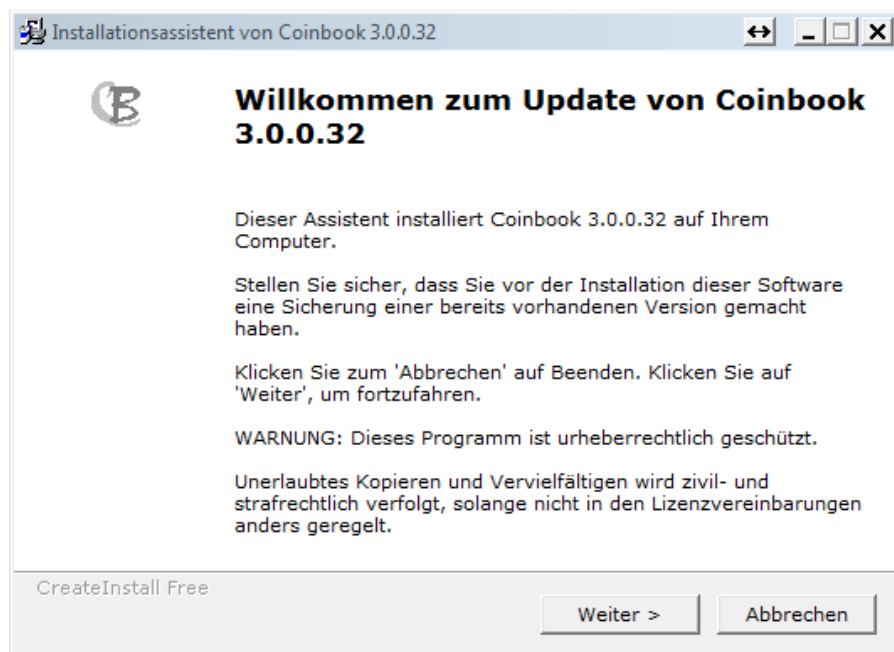 Installationsassistent von Coinbook 3.0.0.32
CB
Willkommen zum Update von Coinbook
3.0.0.32
Dieser Assistent installiert Coinbook 3.0.0.32 auf Ihrem
Computer.
Stellen Sie sicher, dass Sie vor der Installation dieser Software
eine Sicherung einer bereits vorhandenen Version gemacht
haben.
Klicken Sie zum 'Abbrechen' auf Beenden. Klicken Sie auf
'Weiter', um fortzufahren.
WARNUNG: Dieses Programm ist urheberrechtlich geschützt.
Unerlaubtes Kopieren und Vervielfältigen wird zivil- und
strafrechtlich verfolgt, solange nicht in den Lizenzvereinbarungen
anders geregelt.
CreateInstall Free
Weiter >
Abbrechen